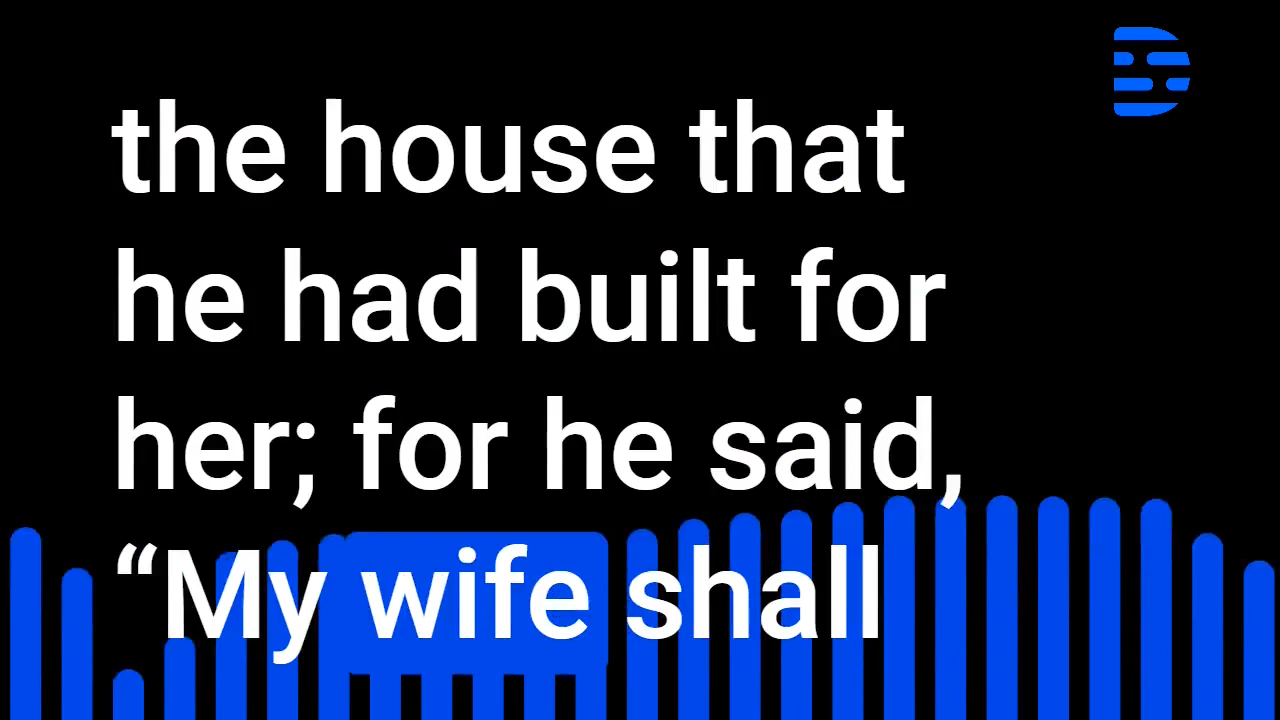 the house that
he had built for
her; for he said,
“My wife shall